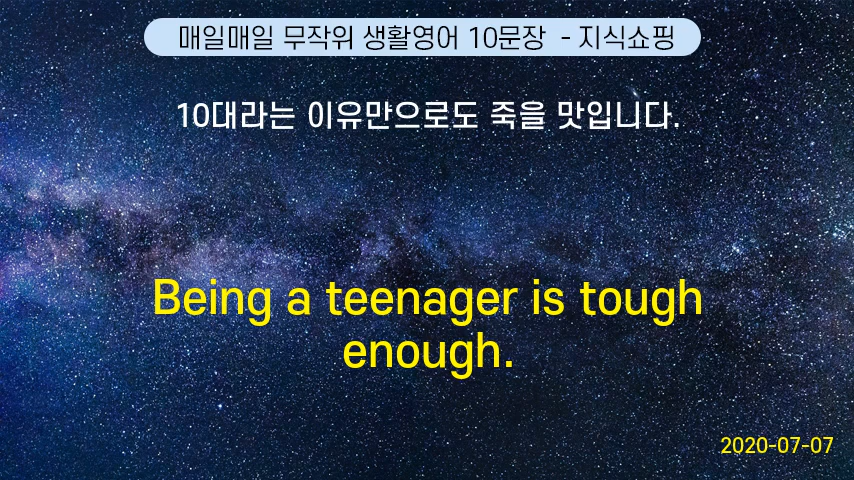 매일매일 무작위 생활영어 10문장 - 지식쇼핑
10대라는 이유만으로도 죽을 맛입니다.
Being a teenager is tough
enough.
2020-07-07